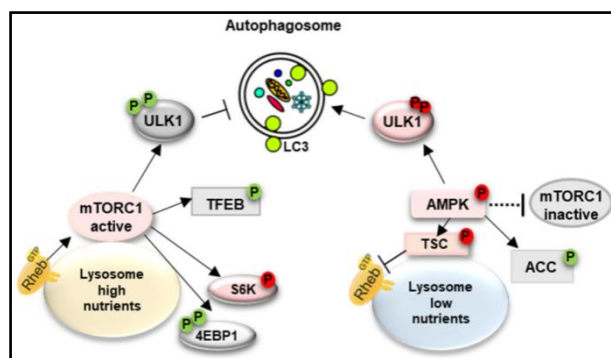 Autophagosome
P P
ULK1
LC3
P P
ULK1
mTORC1
active
TFEB P
GTP
Rheb
Lysosome
high
nutrients
S6K P
P P
4EBP1
AMPK P
mTORC1
inactive
TSC P
ACC P
GTP
Rheb
Lysosome
low
nutrients